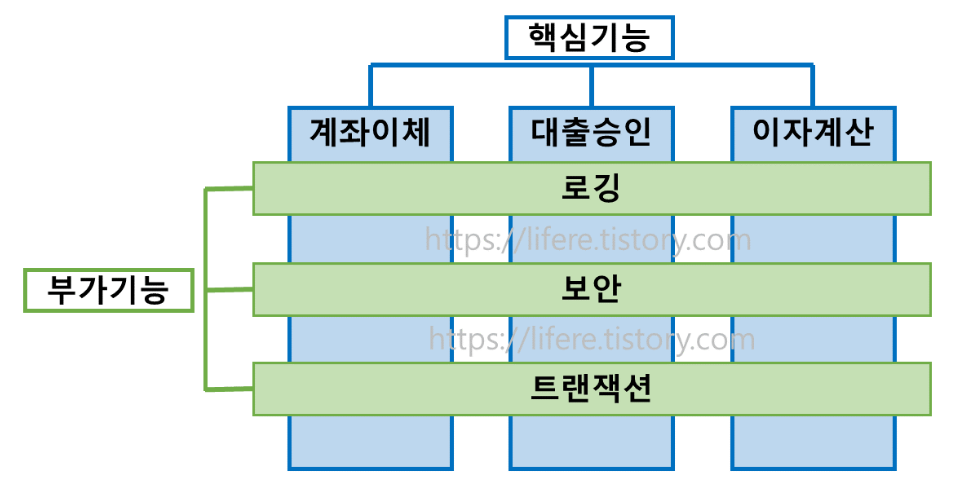 핵심기능
계좌이체 대출승인 이자계산
로깅
https://lifere.tistory.com
부가기능 보안
https://lifere.tistory.com
트랜잭션